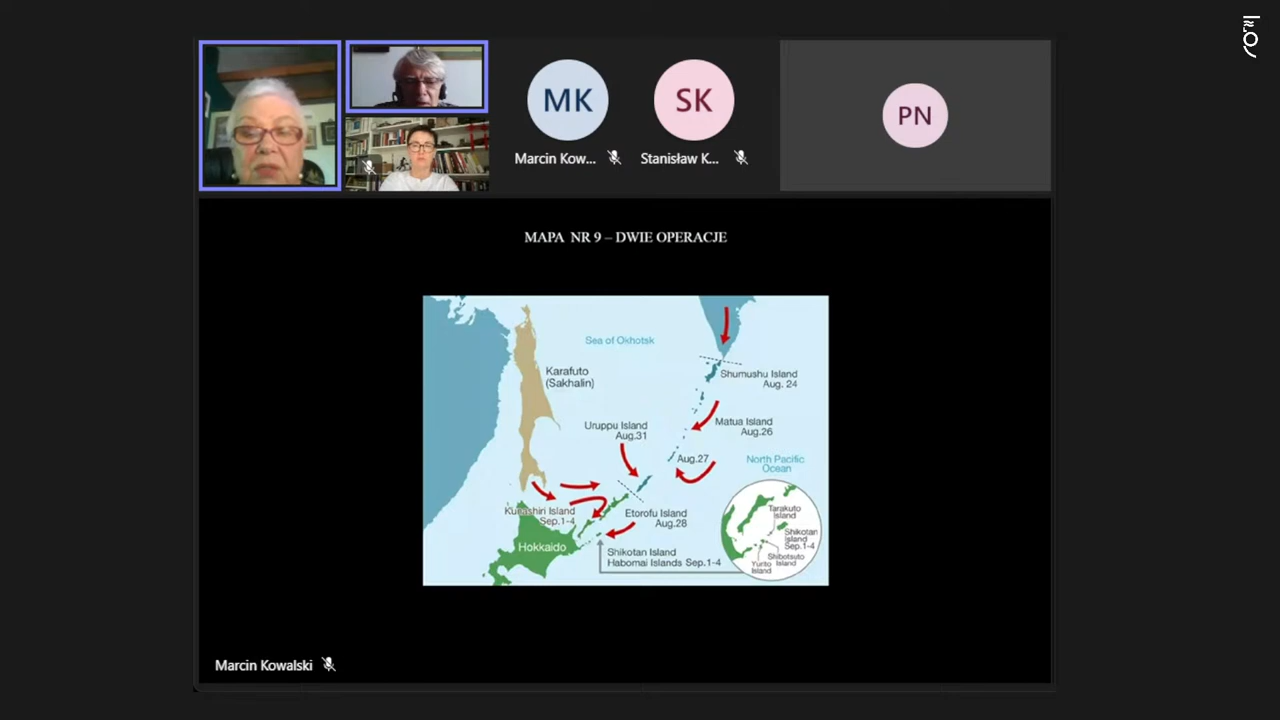 MK
SK
PN
Marcin Kow...
Stanisław K...
MAPA NR 9 – DWIE OPERACJE
Sea of Okhotsk
Karafuto
(Sakhalin)
Shumushu Island
Aug. 24
Uruppu Island
Aug.31
Matua Island
Aug.26
Aug.27
North Pacific
Ocean
Kunashiri Island
Sep.1-4
Etorofu Island
Aug.28
Hokkaido
Shikotan Island
Habomai Islands Sep.1-4
Tarakuto
Island
Shikotan
Island
Sep.1-4
Shibotsuto
Island
Yurito
Island
Marcin Kowalski